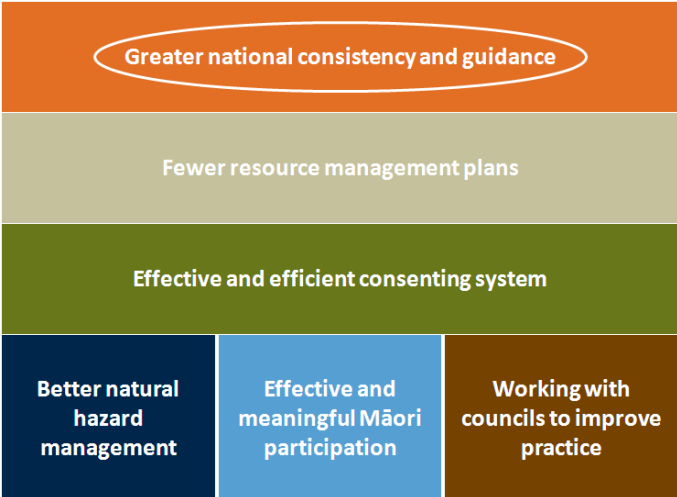 Greater national consistency and guidance
Fewer resource management plans
Effective and efficient consenting system
Better natural
hazard
management
Effective and
meaningful Māori
participation
Working with
councils to improve
practice